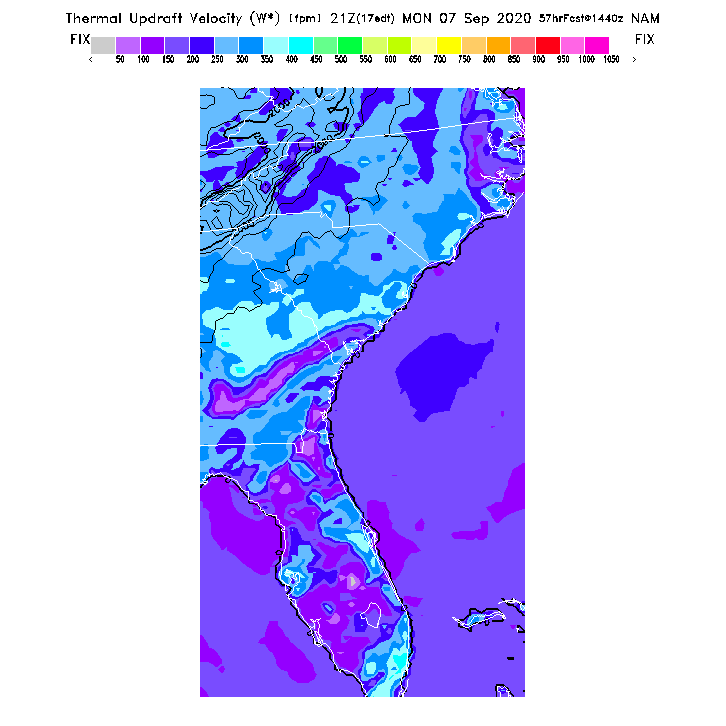 Thermal Updraft Velocity (W*) [fpm] 21Z(17edt) MON 07 Sep 2020 57hrFcst@1440z NAM
FIX FIX
< 50 100 150 200 250 300 350 400 450 500 550 600 650 700 750 800 850 900 950 1000 1050 >
2000